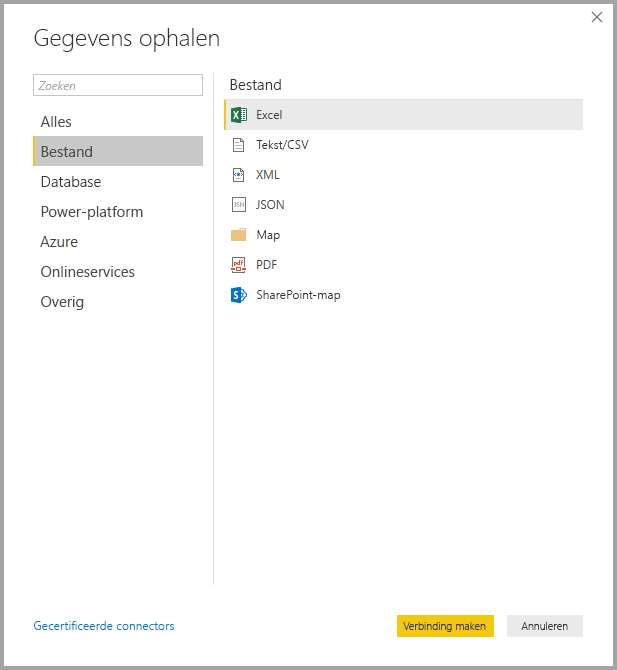 Gegevens ophalen
Zoeken
Alles
Bestand
Database
Power-platform
Azure
Onlineservices
Overig
Bestand
Excel
Tekst/CSV
XML
JSON
Map
PDF
SharePoint-map
Gecertificeerde connectors
Verbinding maken
Annuleren